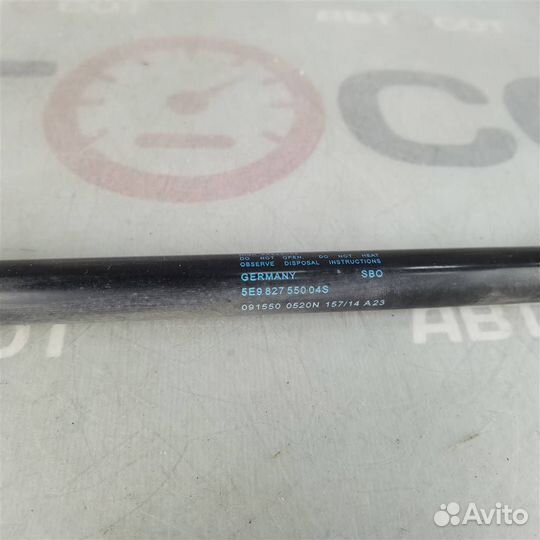 DO NOT OPEN. DO NOT HEAT
OBSERVE DISPOSAL INSTRUCTIONS
GERMANY SBO
5E9 827 550 04S
091550 0520N 157/14 A23
Avito